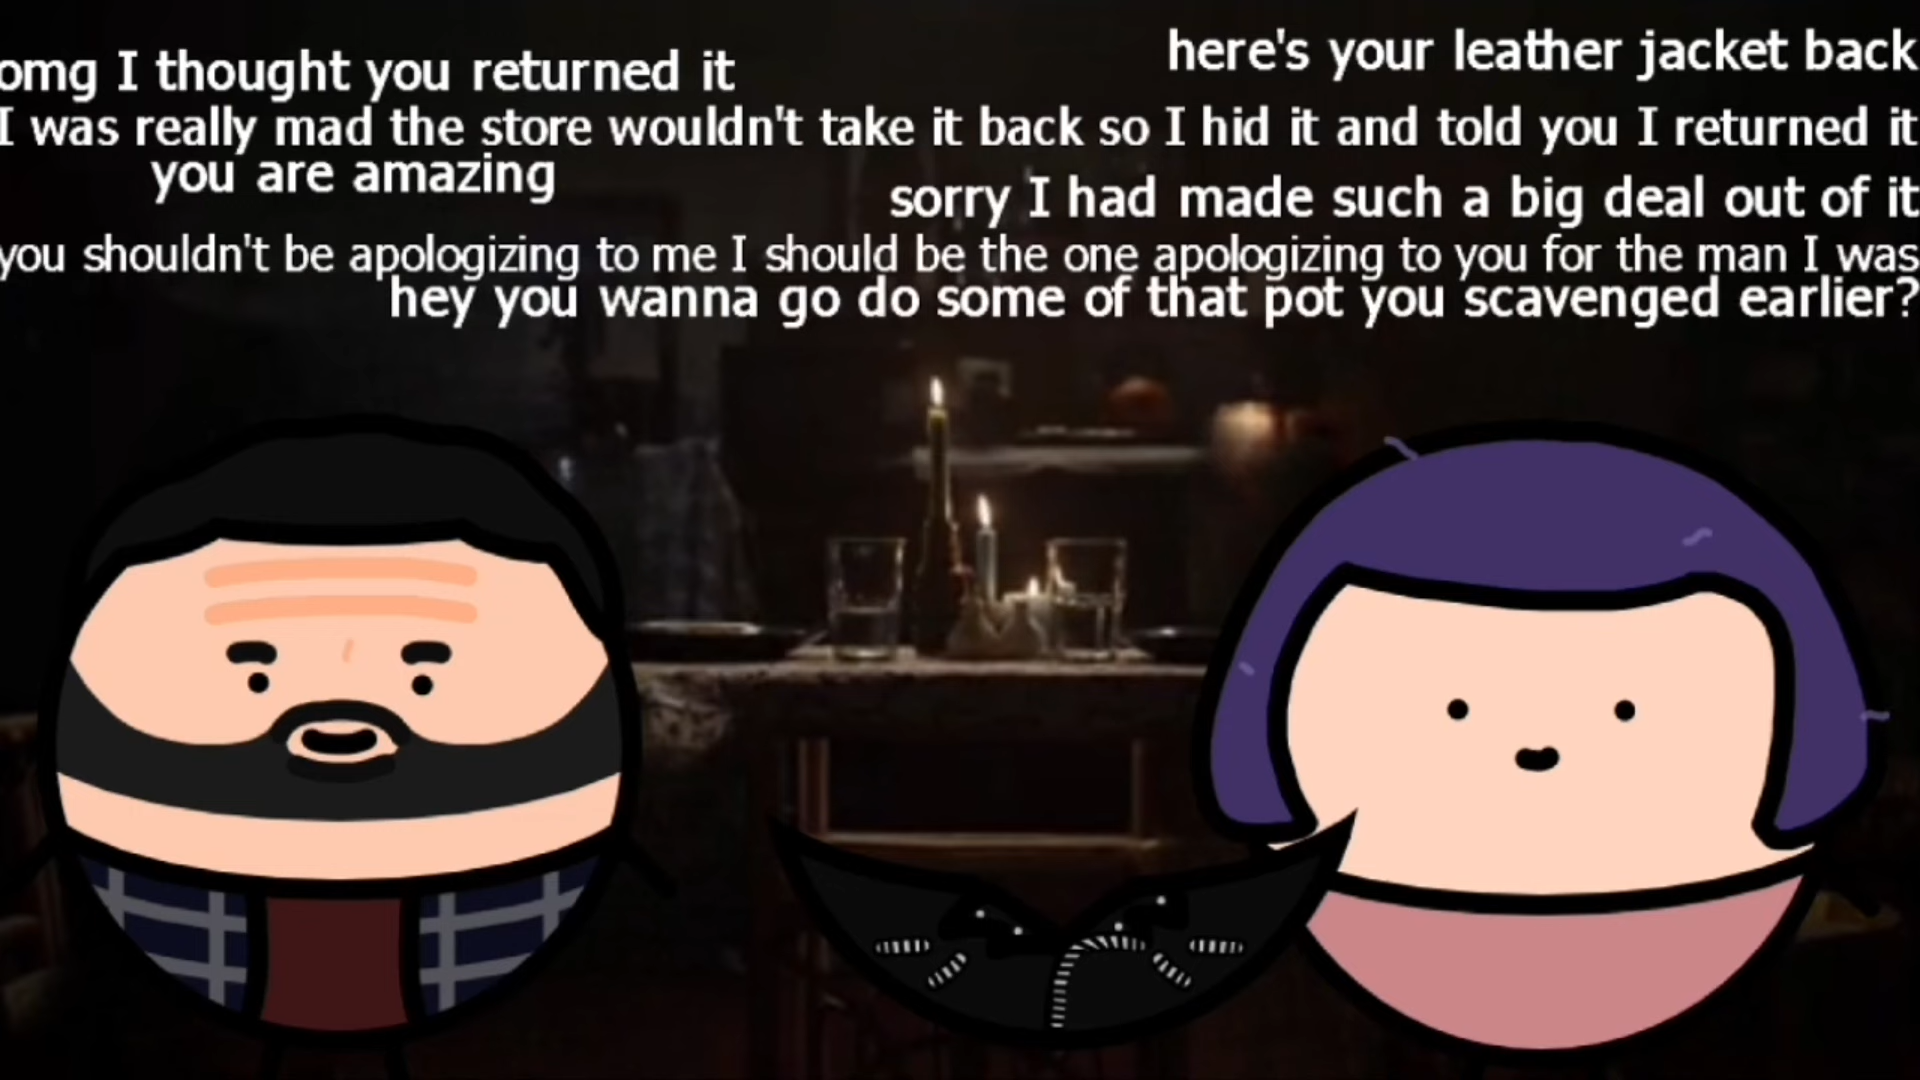 here's your leather jacket back
omg I thought you returned it
I was really mad the store wouldn't take it back so I hid it and told you I returned it
you are amazing
sorry I had made such a big deal out of it
you shouldn't be apologizing to me I should be the one apologizing to you for the man I was
hey you wanna go do some of that pot you scavenged earlier?